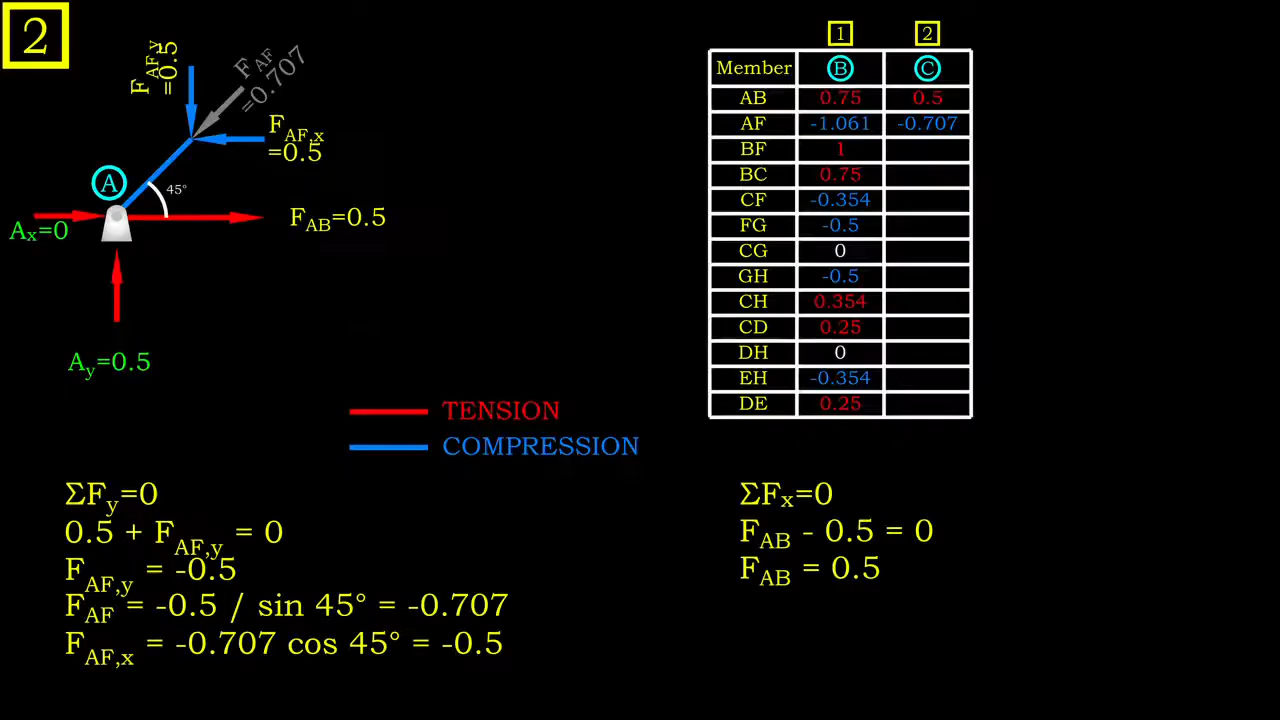 2
F_AF,y
=0.5
F_AF
=0.707
F_AF,x
=0.5
A
45°
Aₓ=0
F_AB=0.5
A_y=0.5
TENSION
COMPRESSION
1 2
Member B C
AB 0.75 0.5
AF -1.061 -0.707
BF 1
BC 0.75
CF -0.354
FG -0.5
CG 0
GH -0.5
CH 0.354
CD 0.25
DH 0
EH -0.354
DE 0.25
ΣF_y=0
0.5 + F_AF,y = 0
F_AF,y = -0.5
F_AF = -0.5 / sin 45° = -0.707
F_AF,x = -0.707 cos 45° = -0.5
ΣFₓ=0
F_AB - 0.5 = 0
F_AB = 0.5